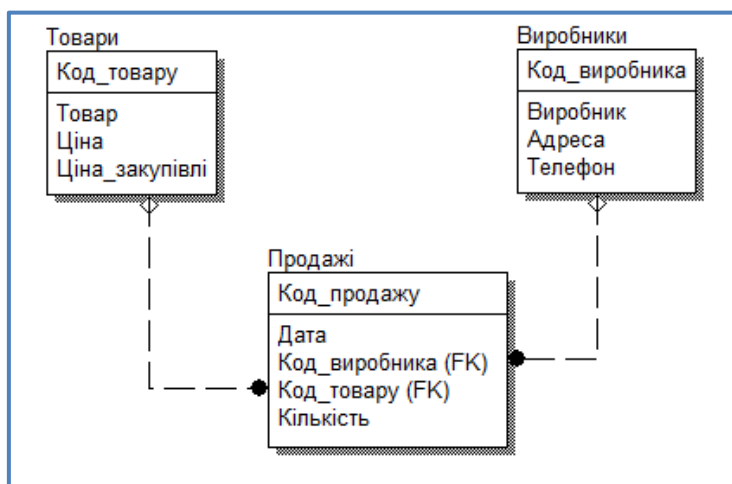 Товари
Код_товару
Товар
Ціна
Ціна_закупівлі
Виробники
Код_виробника
Виробник
Адреса
Телефон
Продажі
Код_продажу
Дата
Код_виробника (FK)
Код_товару (FK)
Кількість